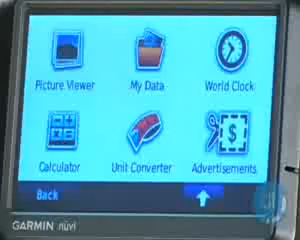 Picture Viewer My Data World Clock
$
Calculator Unit Converter Advertisements
Back
GARMIN nüvi